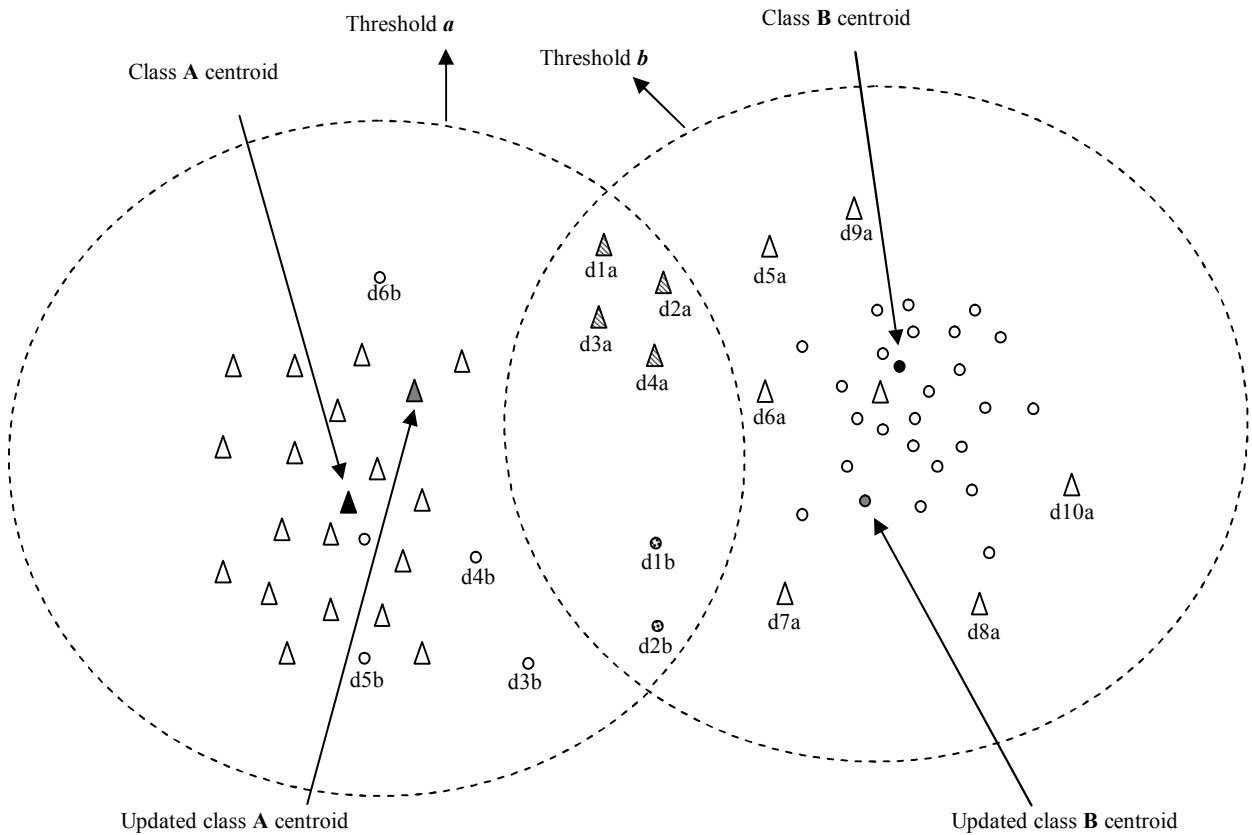 Class B centroid
Threshold a
Threshold b
Class A centroid
d9a
d5a
d1a
d6b
d2a
d3a
d4a
d6a
d10a
d1b
d4b
d7a
d8a
d2b
d5b
d3b
Updated class A centroid
Updated class B centroid